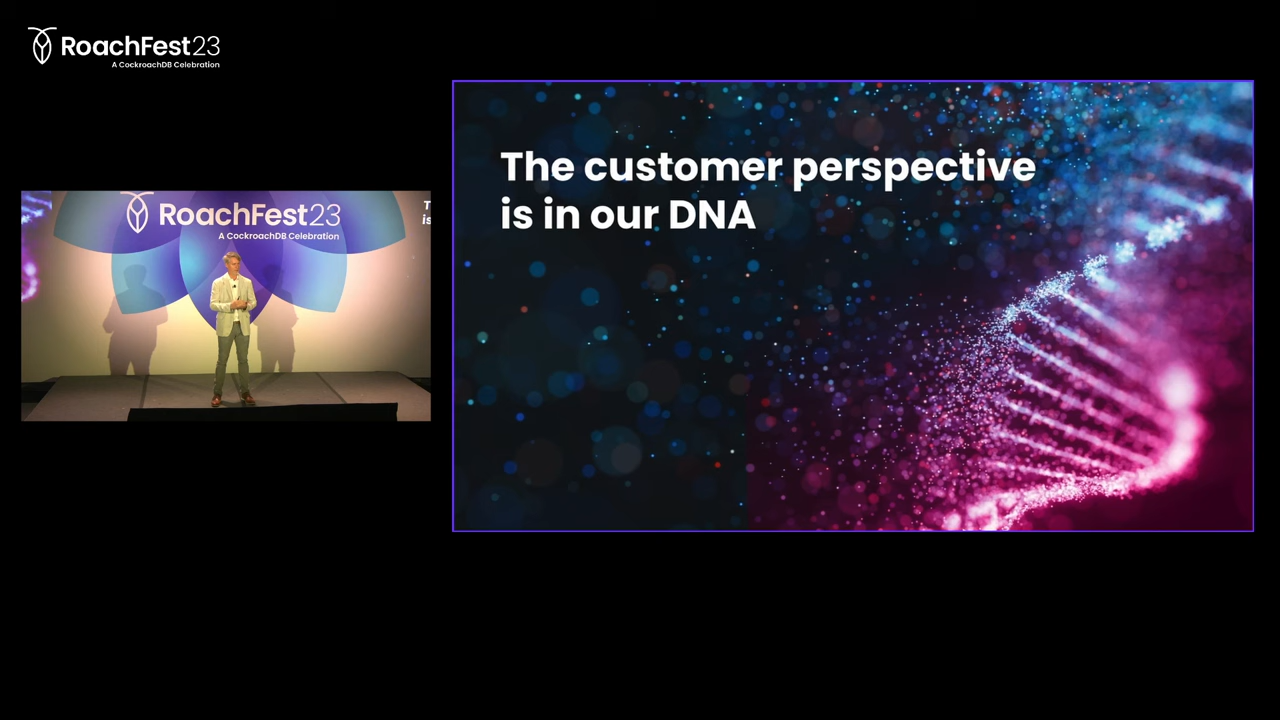 RoachFest23
A CockroachDB Celebration
RoachFest23
A CockroachDB Celebration
The customer perspective
is in our DNA